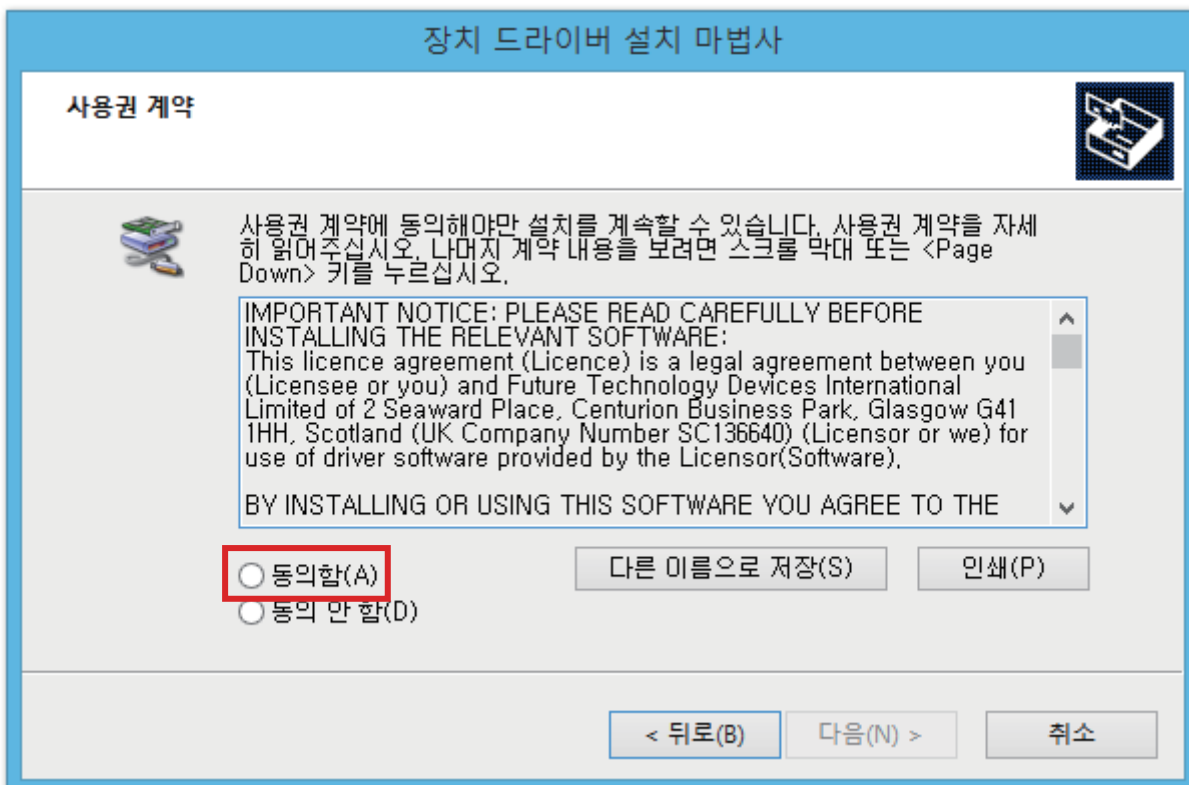 장치 드라이버 설치 마법사
사용권 계약
사용권 계약에 동의해야만 설치를 계속할 수 있습니다. 사용권 계약을 자세
히 읽어주십시오. 나머지 계약 내용을 보려면 스크롤 막대 또는 <Page
Down> 키를 누르십시오.
IMPORTANT NOTICE: PLEASE READ CAREFULLY BEFORE
INSTALLING THE RELEVANT SOFTWARE:
This licence agreement (Licence) is a legal agreement between you
(Licensee or you) and Future Technology Devices International
Limited of 2 Seaward Place, Centurion Business Park, Glasgow G41
1HH, Scotland (UK Company Number SC136640) (Licensor or we) for
use of driver software provided by the Licensor(Software).
BY INSTALLING OR USING THIS SOFTWARE YOU AGREE TO THE
동의함(A)
다른 이름으로 저장(S)
인쇄(P)
동의 안 함(D)
< 뒤로(B)
다음(N) >
취소